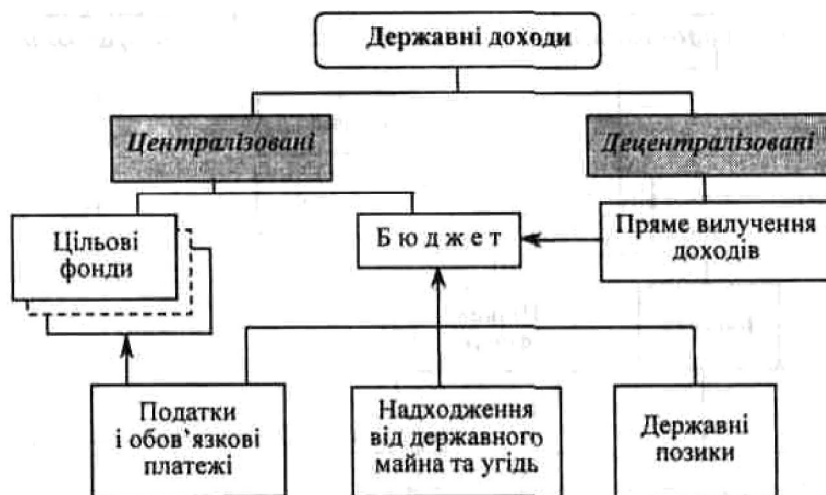 Державні доходи
Централізовані
Децентралізовані
Цільові
фонди
Бюджет
Пряме вилучення
доходів
Податки
і обов’язкові
платежі
Надходження
від державного
майна та угідь
Державні
позики